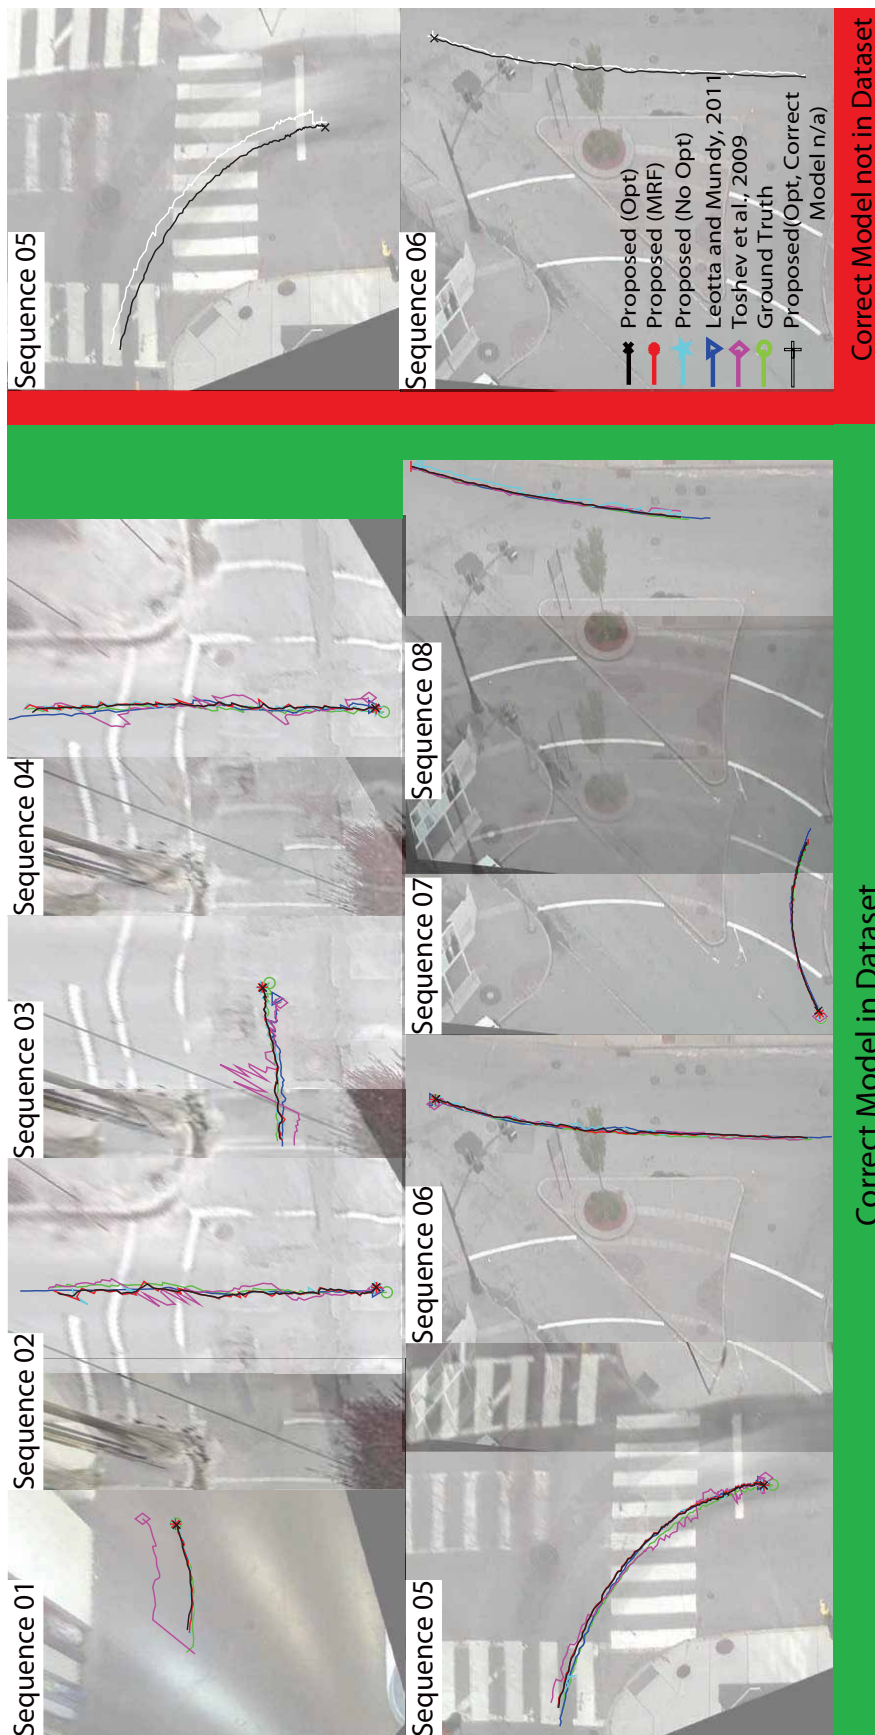 Sequence 01
Sequence 02
Sequence 03
Sequence 04
Sequence 05
Sequence 06
Sequence 07
Sequence 08
Correct Model in Dataset
Sequence 05
Sequence 06
Proposed (Opt)
Proposed (MRF)
Proposed (No Opt)
Leotta and Mundy, 2011
Toshev et al., 2009
Ground Truth
Proposed(Opt, Correct
Model n/a)
Correct Model not in Dataset